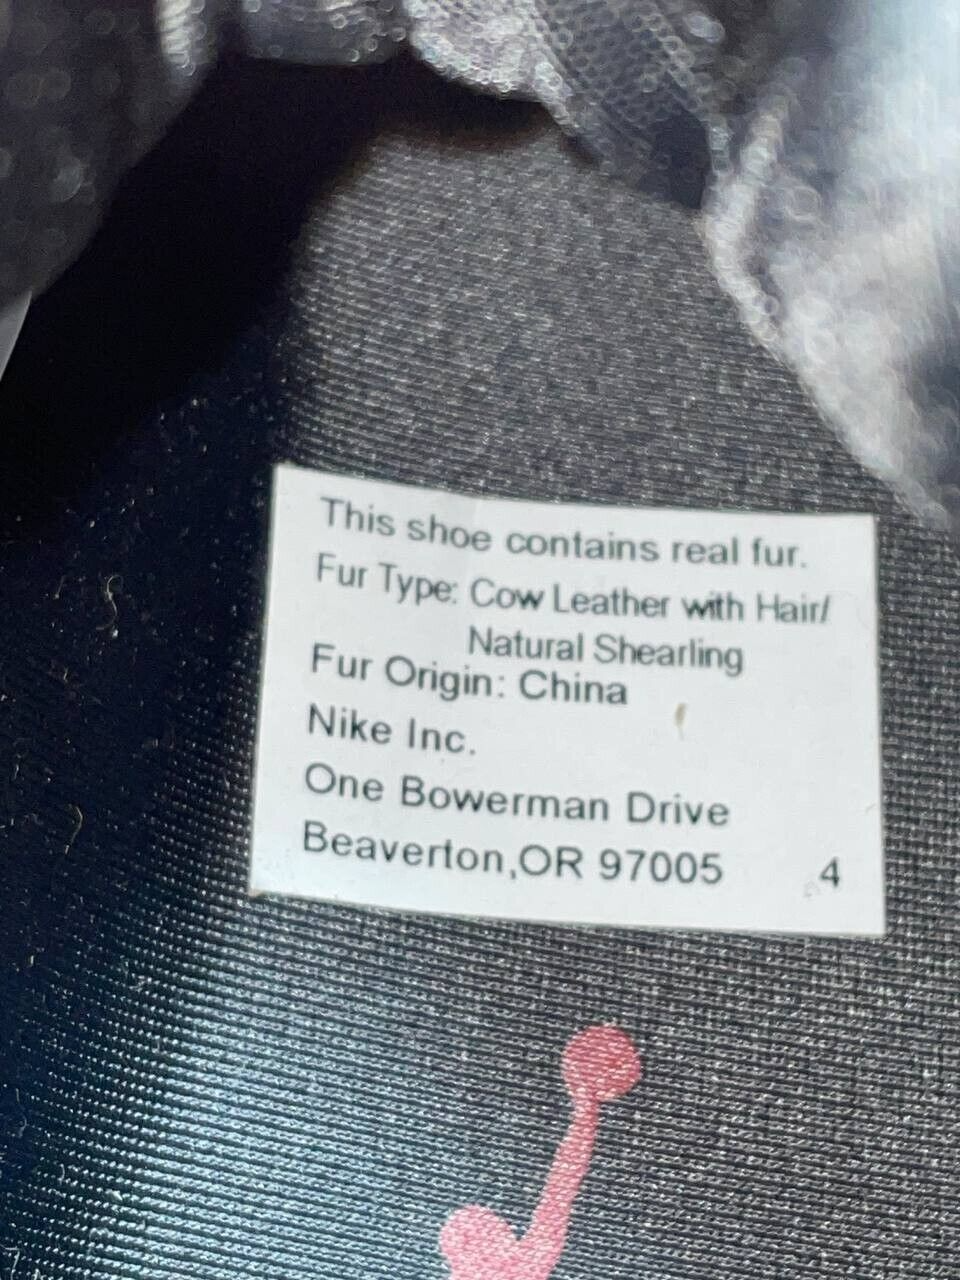 This shoe contains real fur.
Fur Type: Cow Leather with Hair/
Natural Shearling
Fur Origin: China
Nike Inc.
One Bowerman Drive
Beaverton,OR 97005 4